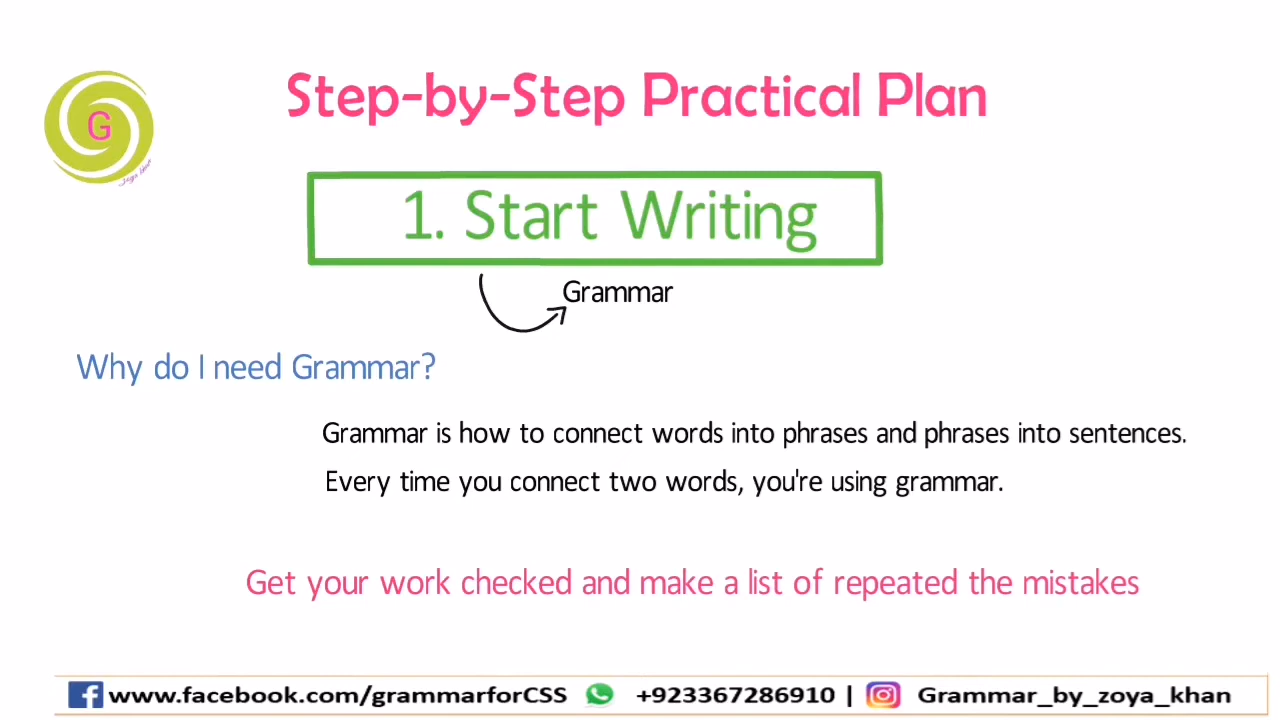 Step-by-Step Practical Plan
G
1. Start Writing
Grammar
Why do I need Grammar?
Grammar is how to connect words into phrases and phrases into sentences.
Every time you connect two words, you're using grammar.
Get your work checked and make a list of repeated the mistakes
www.facebook.com/grammarforCSS +923367286910 | Grammar_by_zoya_khan